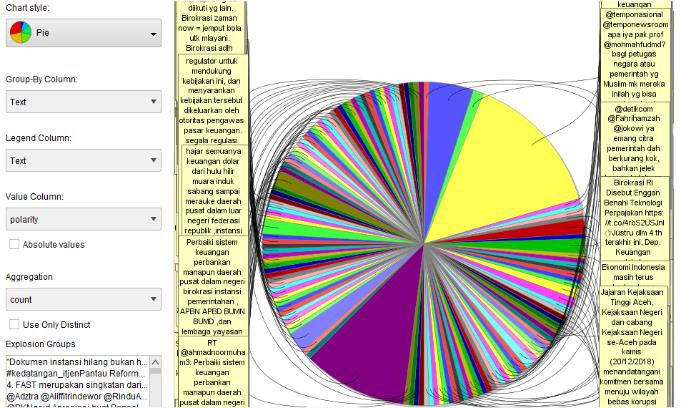 Chart style:
Pie
Group-By Column:
Text
Legend Column:
Text
Value Column:
polarity
Absolute values
Aggregation
count
Use Only Distinct
Explosion Groups
"Dokumen instansi hilang bukan h...
#kedatangan_itjenPantau Reform...
4. FAST merupakan singkatan dari...
@Adztra @Aliffitrindewor @RinduA...
diikuti yg lain.
Birokrasi zaman
now = jemput bola
utk mlayani.
Birokrasi adlh
regulator untuk
mendukung
kebijakan ini, dan
menyarankan
kebijakan tersebut
dikeluarkan oleh
otoritas pengawas
pasar keuangan.
segala regulasi
hajar semuanya
keuangan dolar
dari hulu hilir
muara induk
sabang sampai
merauke daerah
pusat dalam luar
negeri federasi
republik ,instansi
Perbaiki sistem
keuangan
perbankan
manapun daerah
pusat dalam negeri
birokrasi instansi
pemerintahan ,
APBN APBD BUMN
BUMD ,dan
lembaga yayasan
RT
@ahmadnoormuha
m3: Perbaiki sistem
keuangan
perbankan
manapun daerah
pusat dalam negeri
keuangan
@temponasional
@temponewsroom
apa iya pak prof
@mohmahfudmd?
bagi petugas
negara atau
pemerintah yg
Muslim mk mereka
inilah yg bisa
@detikcom
@Fahrihamzah
@jokowi ya
emang citra
pemerintah dah
berkurang kok,
bahkan jelek
Birokrasi RI
Disebut Enggan
Benahi Teknologi
Perpajakan https:
Justru dlm 4 th
terakhir ini, Dep.
Keuangan
Ekonomi Indonesia
masih terus
Jajaran Kejaksaan
Tinggi Aceh,
Kejaksaan Negeri
dan cabang
Kejaksaan Negeri
se-Aceh pada
kamis
(20/12/2018)
menandatangani
komitmen bersama
menuju wilayah
bebas korupsi